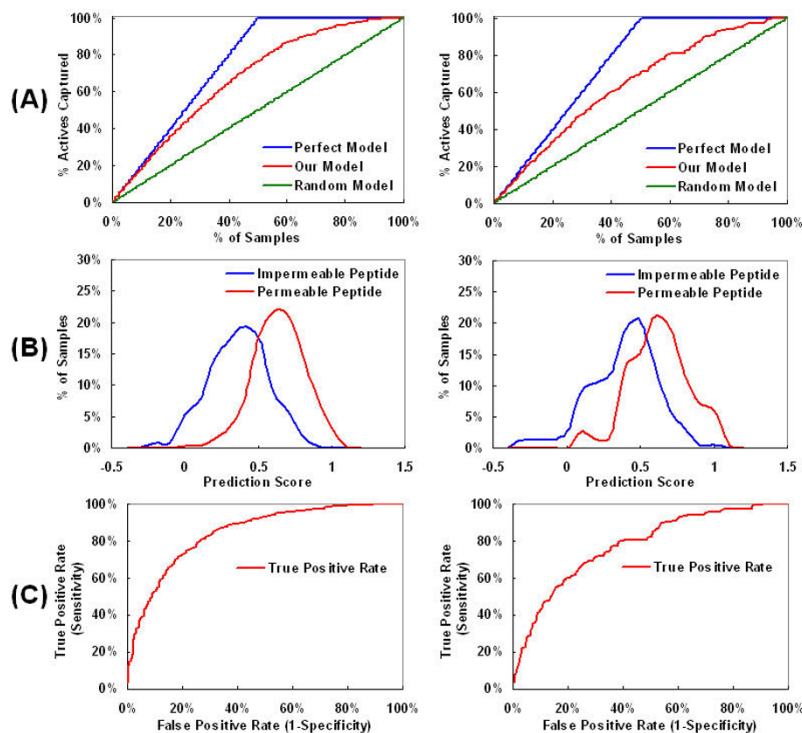 (A)
% Actives Captured
100%
80%
60%
40%
20%
0%
Perfect Model
Our Model
Random Model
0% 20% 40% 60% 80% 100%
% of Samples
% Actives Captured
100%
80%
60%
40%
20%
0%
Perfect Model
Our Model
Random Model
0% 20% 40% 60% 80% 100%
% of Samples
(B)
% of Samples
30%
25%
20%
15%
10%
5%
0%
Impermeable Peptide
Permeable Peptide
-0.5 0 0.5 1 1.5
Prediction Score
% of Samples
30%
25%
20%
15%
10%
5%
0%
Impermeable Peptide
Permeable Peptide
-0.5 0 0.5 1 1.5
Prediction Score
(C)
True Positive Rate
(Sensitivity)
100%
80%
60%
40%
20%
0%
True Positive Rate
0% 20% 40% 60% 80% 100%
False Positive Rate (1-Specificity)
True Positive Rate
(Sensitivity)
100%
80%
60%
40%
20%
0%
True Positive Rate
0% 20% 40% 60% 80% 100%
False Positive Rate (1-Specificity)